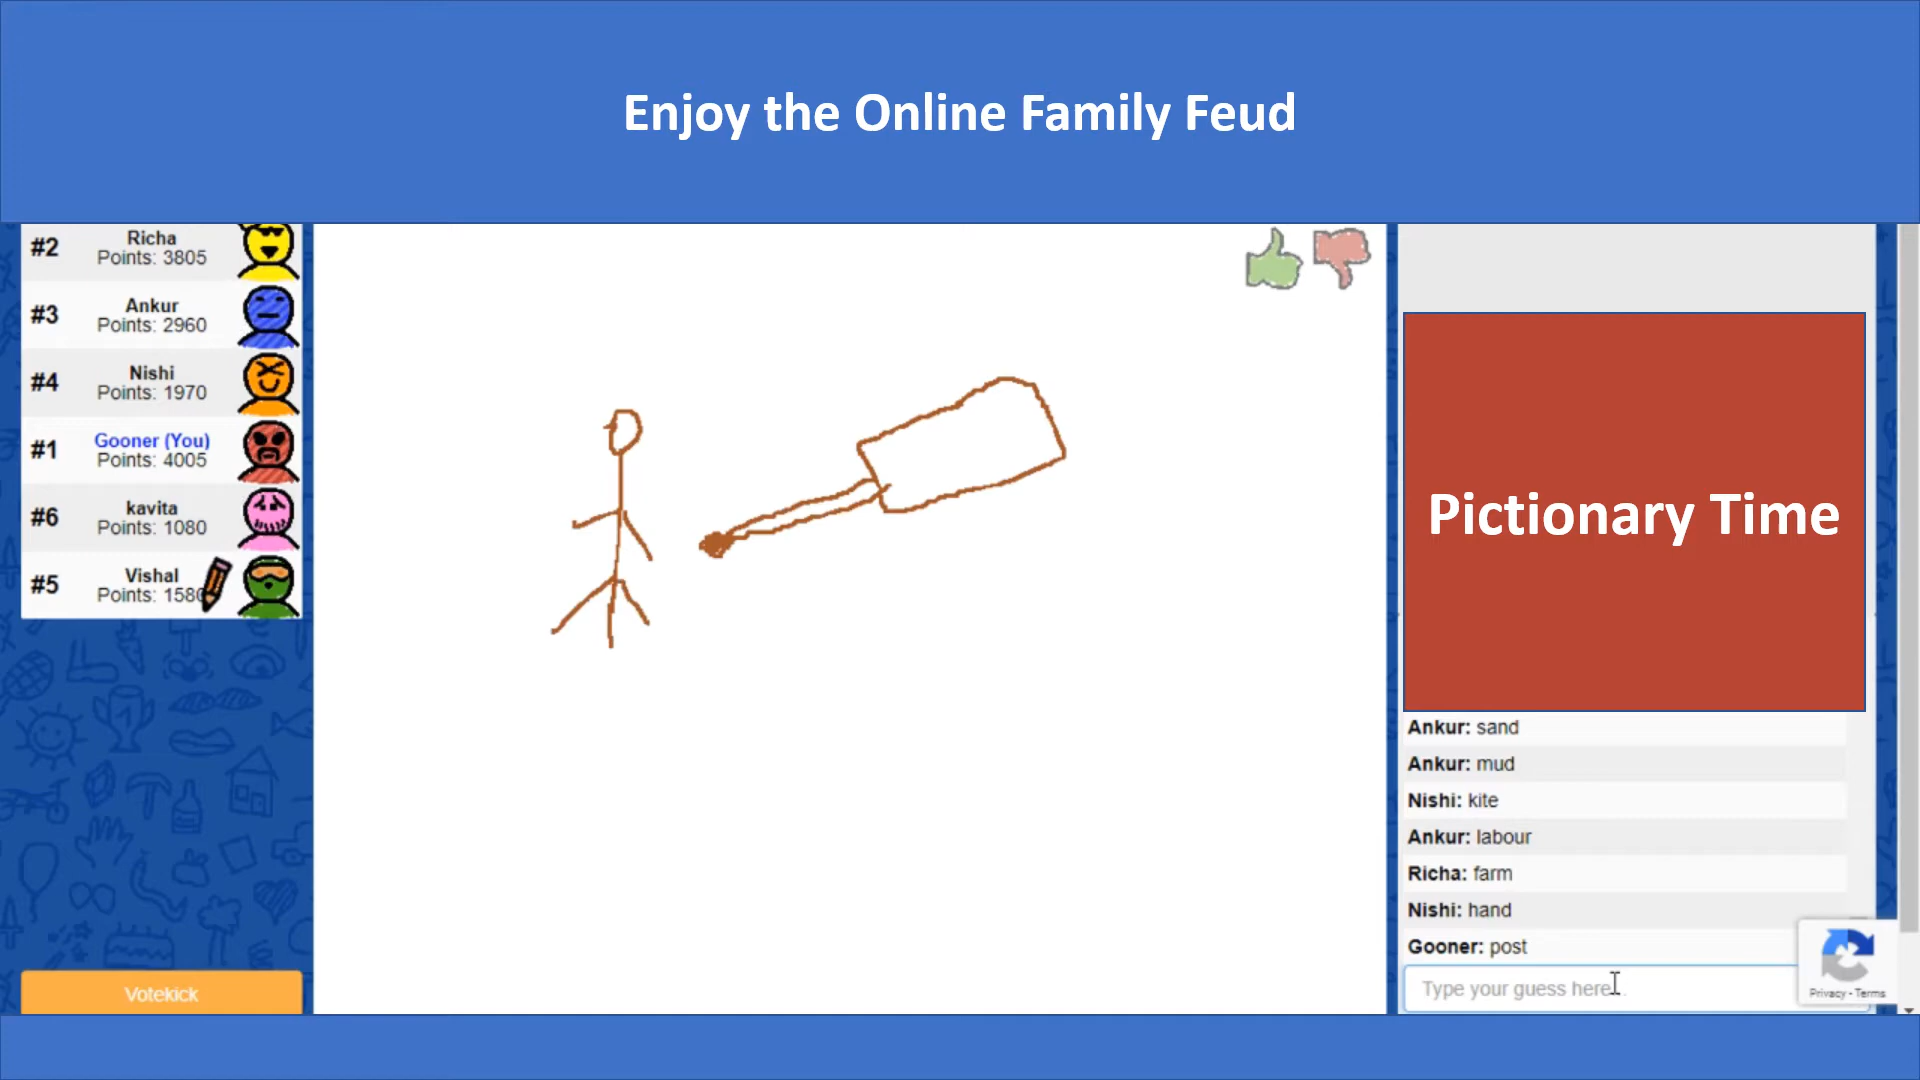 Enjoy the Online Family Feud
#2
Richa
Points: 3805
#3
Ankur
Points: 2960
#4
Nishi
Points: 1970
#1
Gooner (You)
Points: 4005
#6
kavita
Points: 1080
#5
Vishal
Points: 1580
Votekick
Pictionary Time
Ankur: sand
Ankur: mud
Nishi: kite
Ankur: labour
Richa: farm
Nishi: hand
Gooner: post
Type your guess here...
Privacy - Terms